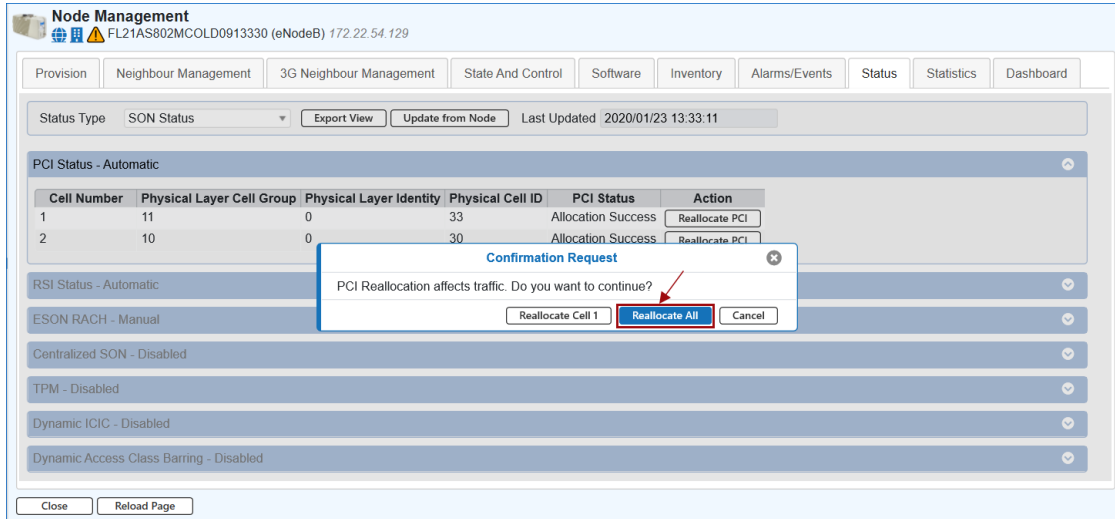 Node Management
FL21AS802MCOLD0913330 (eNodeB) 172.22.54.129
Provision Neighbour Management 3G Neighbour Management State And Control Software Inventory Alarms/Events Status Statistics Dashboard
Status Type SON Status Export View Update from Node Last Updated 2020/01/23 13:33:11
PCI Status - Automatic
Cell Number Physical Layer Cell Group Physical Layer Identity Physical Cell ID PCI Status Action
1 11 0 33 Allocation Success Reallocate PCI
2 10 0 30 Allocation Success Reallocate PCI
Confirmation Request
PCI Reallocation affects traffic. Do you want to continue?
Reallocate Cell 1 Reallocate All Cancel
RSI Status - Automatic
ESON RACH - Manual
Centralized SON - Disabled
TPM - Disabled
Dynamic ICIC - Disabled
Dynamic Access Class Barring - Disabled
Close Reload Page